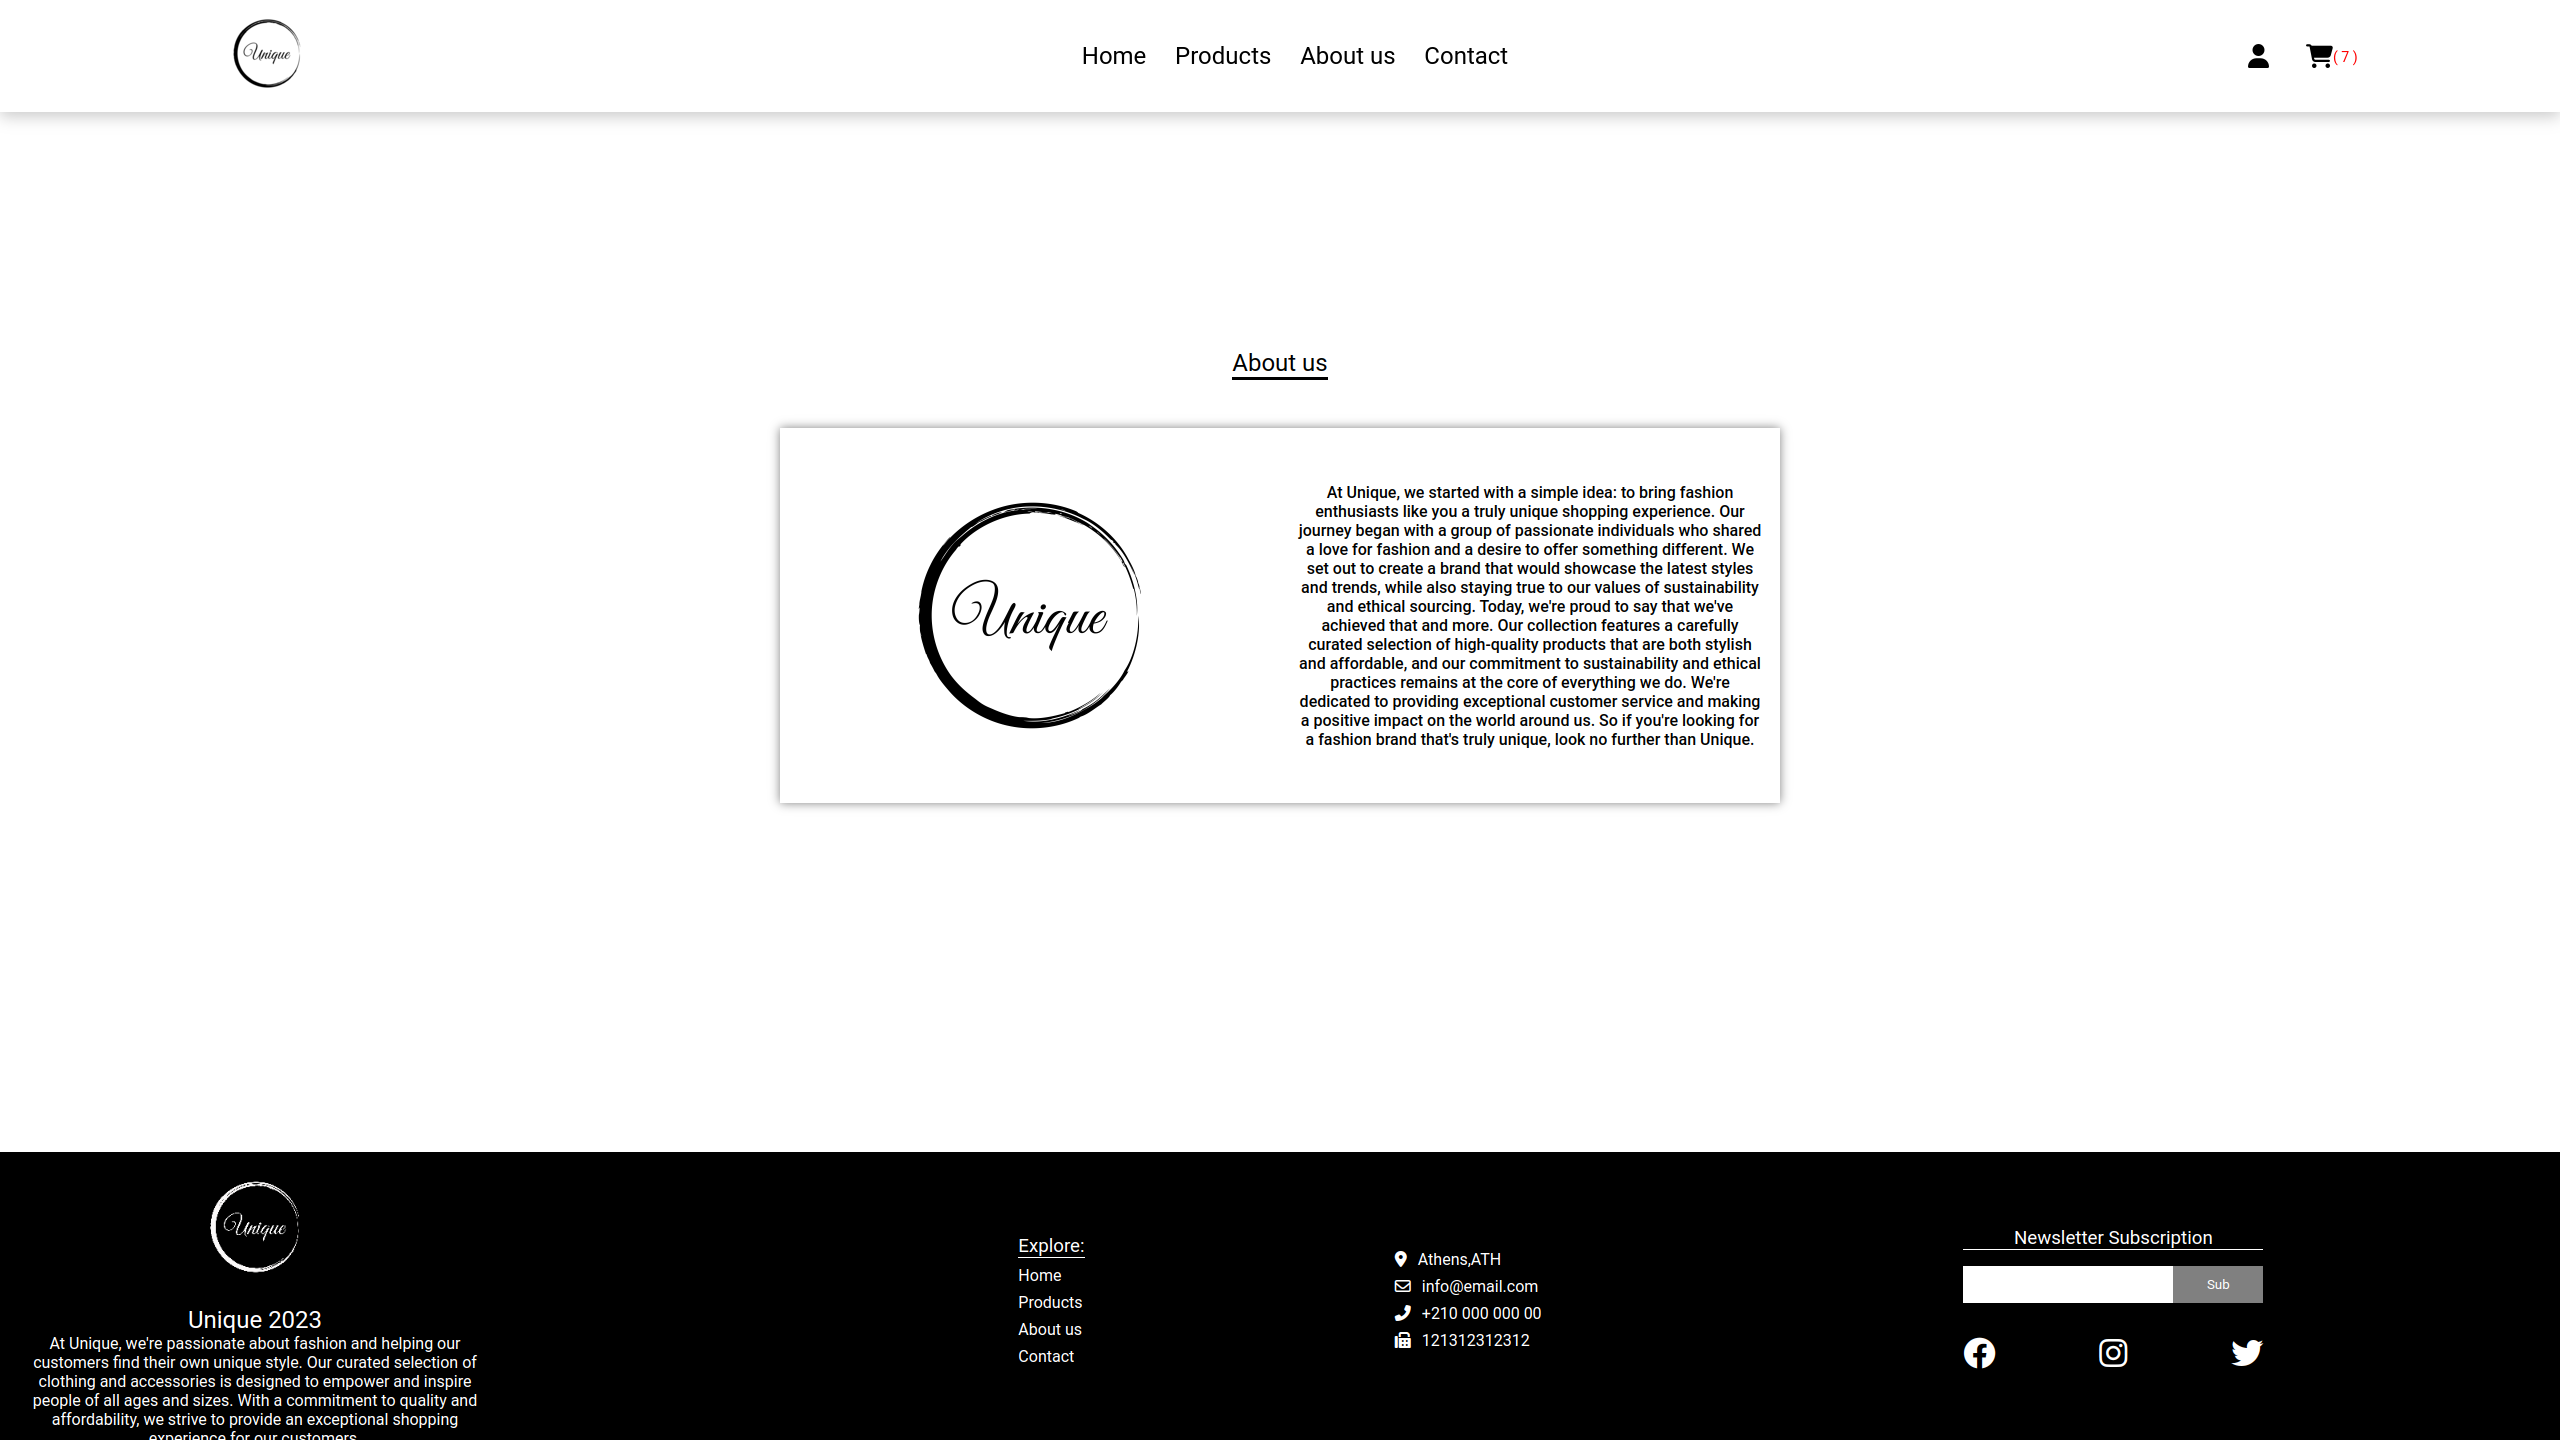 Unique
Home Products About us Contact
( 7 )
About us
Unique
At Unique, we started with a simple idea: to bring fashion
enthusiasts like you a truly unique shopping experience. Our
journey began with a group of passionate individuals who shared
a love for fashion and a desire to offer something different. We
set out to create a brand that would showcase the latest styles
and trends, while also staying true to our values of sustainability
and ethical sourcing. Today, we're proud to say that we've
achieved that and more. Our collection features a carefully
curated selection of high-quality products that are both stylish
and affordable, and our commitment to sustainability and ethical
practices remains at the core of everything we do. We're
dedicated to providing exceptional customer service and making
a positive impact on the world around us. So if you're looking for
a fashion brand that's truly unique, look no further than Unique.
Unique
Unique 2023
At Unique, we're passionate about fashion and helping our
customers find their own unique style. Our curated selection of
clothing and accessories is designed to empower and inspire
people of all ages and sizes. With a commitment to quality and
affordability, we strive to provide an exceptional shopping
experience for our customers.
Explore:
Home
Products
About us
Contact
Athens,ATH
info@email.com
+210 000 000 00
121312312312
Newsletter Subscription
Sub